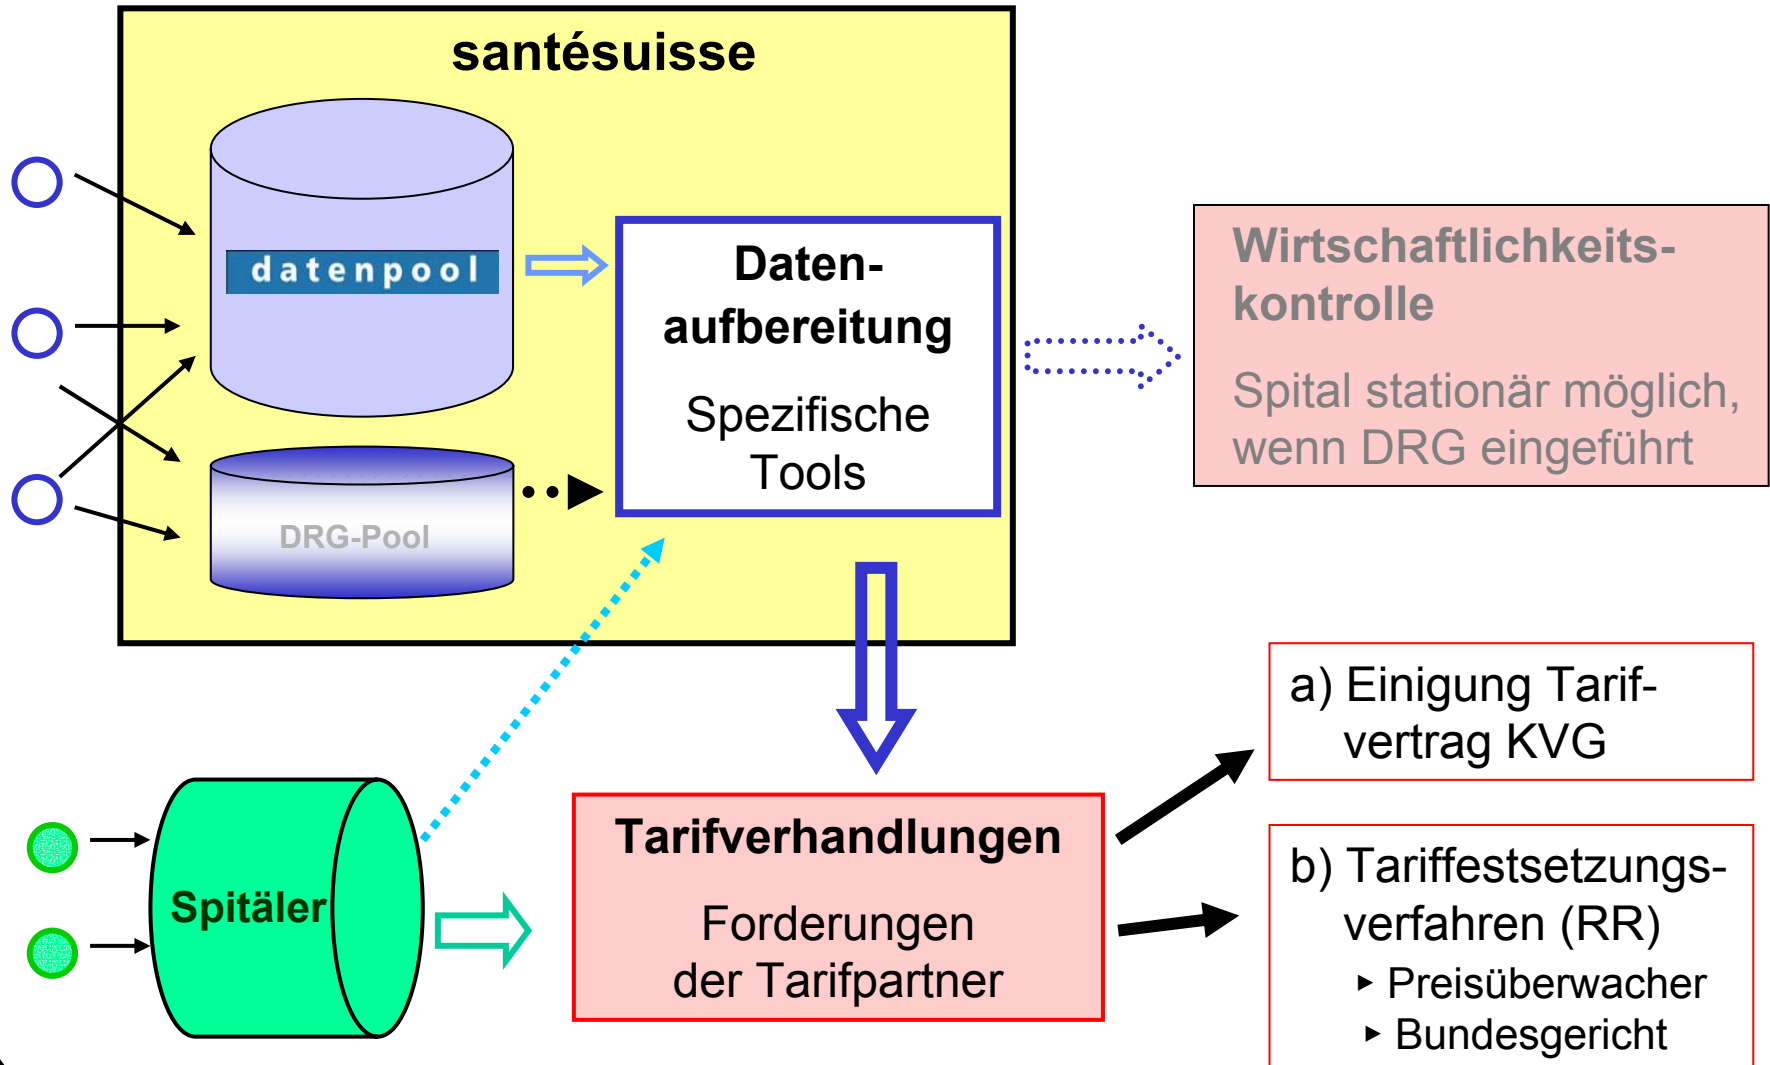 santésuisse
datenpool
Daten-
aufbereitung
Spezifische
Tools
DRG-Pool
Wirtschaftlichkeits-
kontrolle
Spital stationär möglich,
wenn DRG eingeführt
Spitäler
Tarifverhandlungen
Forderungen
der Tarifpartner
a) Einigung Tarif-
vertrag KVG
b) Tariffestsetzungs-
verfahren (RR)
▸ Preisüberwacher
▸ Bundesgericht